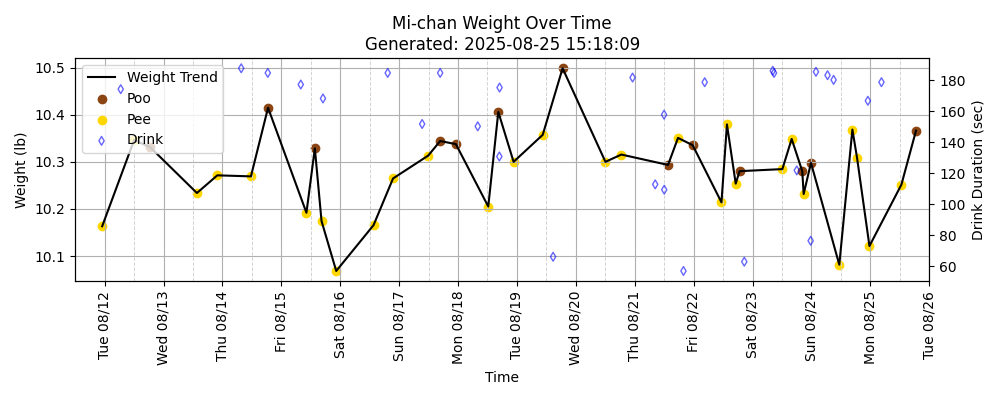 Mi-chan Weight Over Time
Generated: 2025-08-25 15:18:09
Weight (lb)
10.5
10.4
10.3
10.2
10.1
Weight Trend
Poo
Pee
Drink
180
160
140
120
100
80
60
Drink Duration (sec)
Tue 08/12
Wed 08/13
Thu 08/14
Fri 08/15
Sat 08/16
Sun 08/17
Mon 08/18
Tue 08/19
Wed 08/20
Thu 08/21
Fri 08/22
Sat 08/23
Sun 08/24
Mon 08/25
Tue 08/26
Time